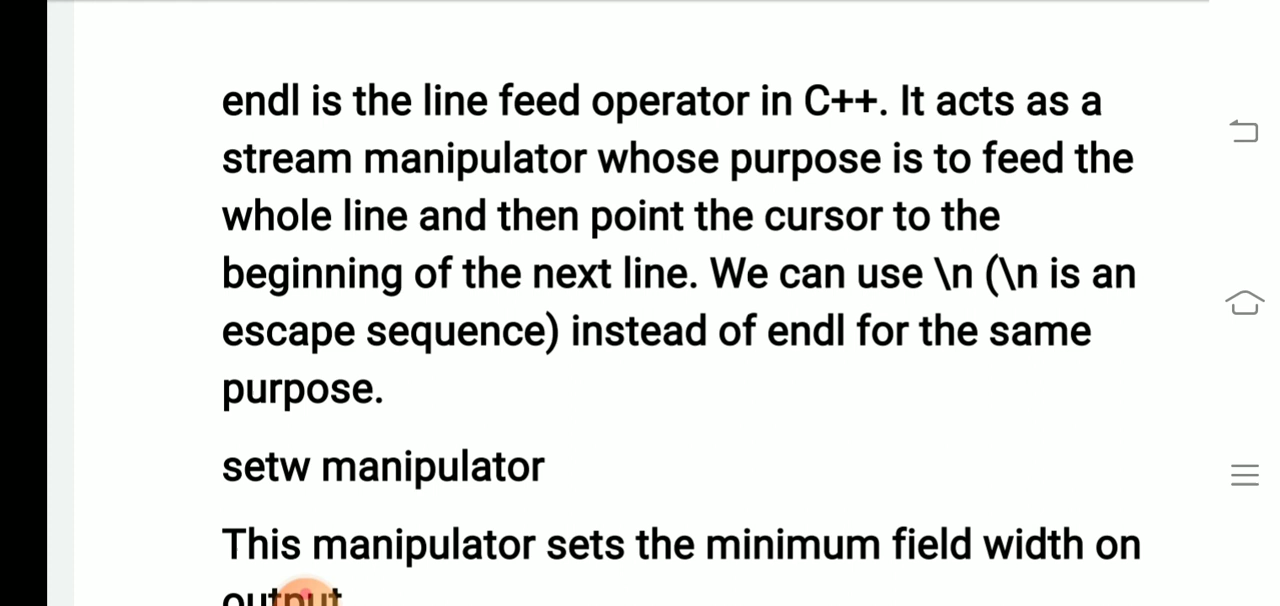 endl is the line feed operator in C++. It acts as a
stream manipulator whose purpose is to feed the
whole line and then point the cursor to the
beginning of the next line. We can use \n (\n is an
escape sequence) instead of endl for the same
purpose.
setw manipulator
This manipulator sets the minimum field width on
output